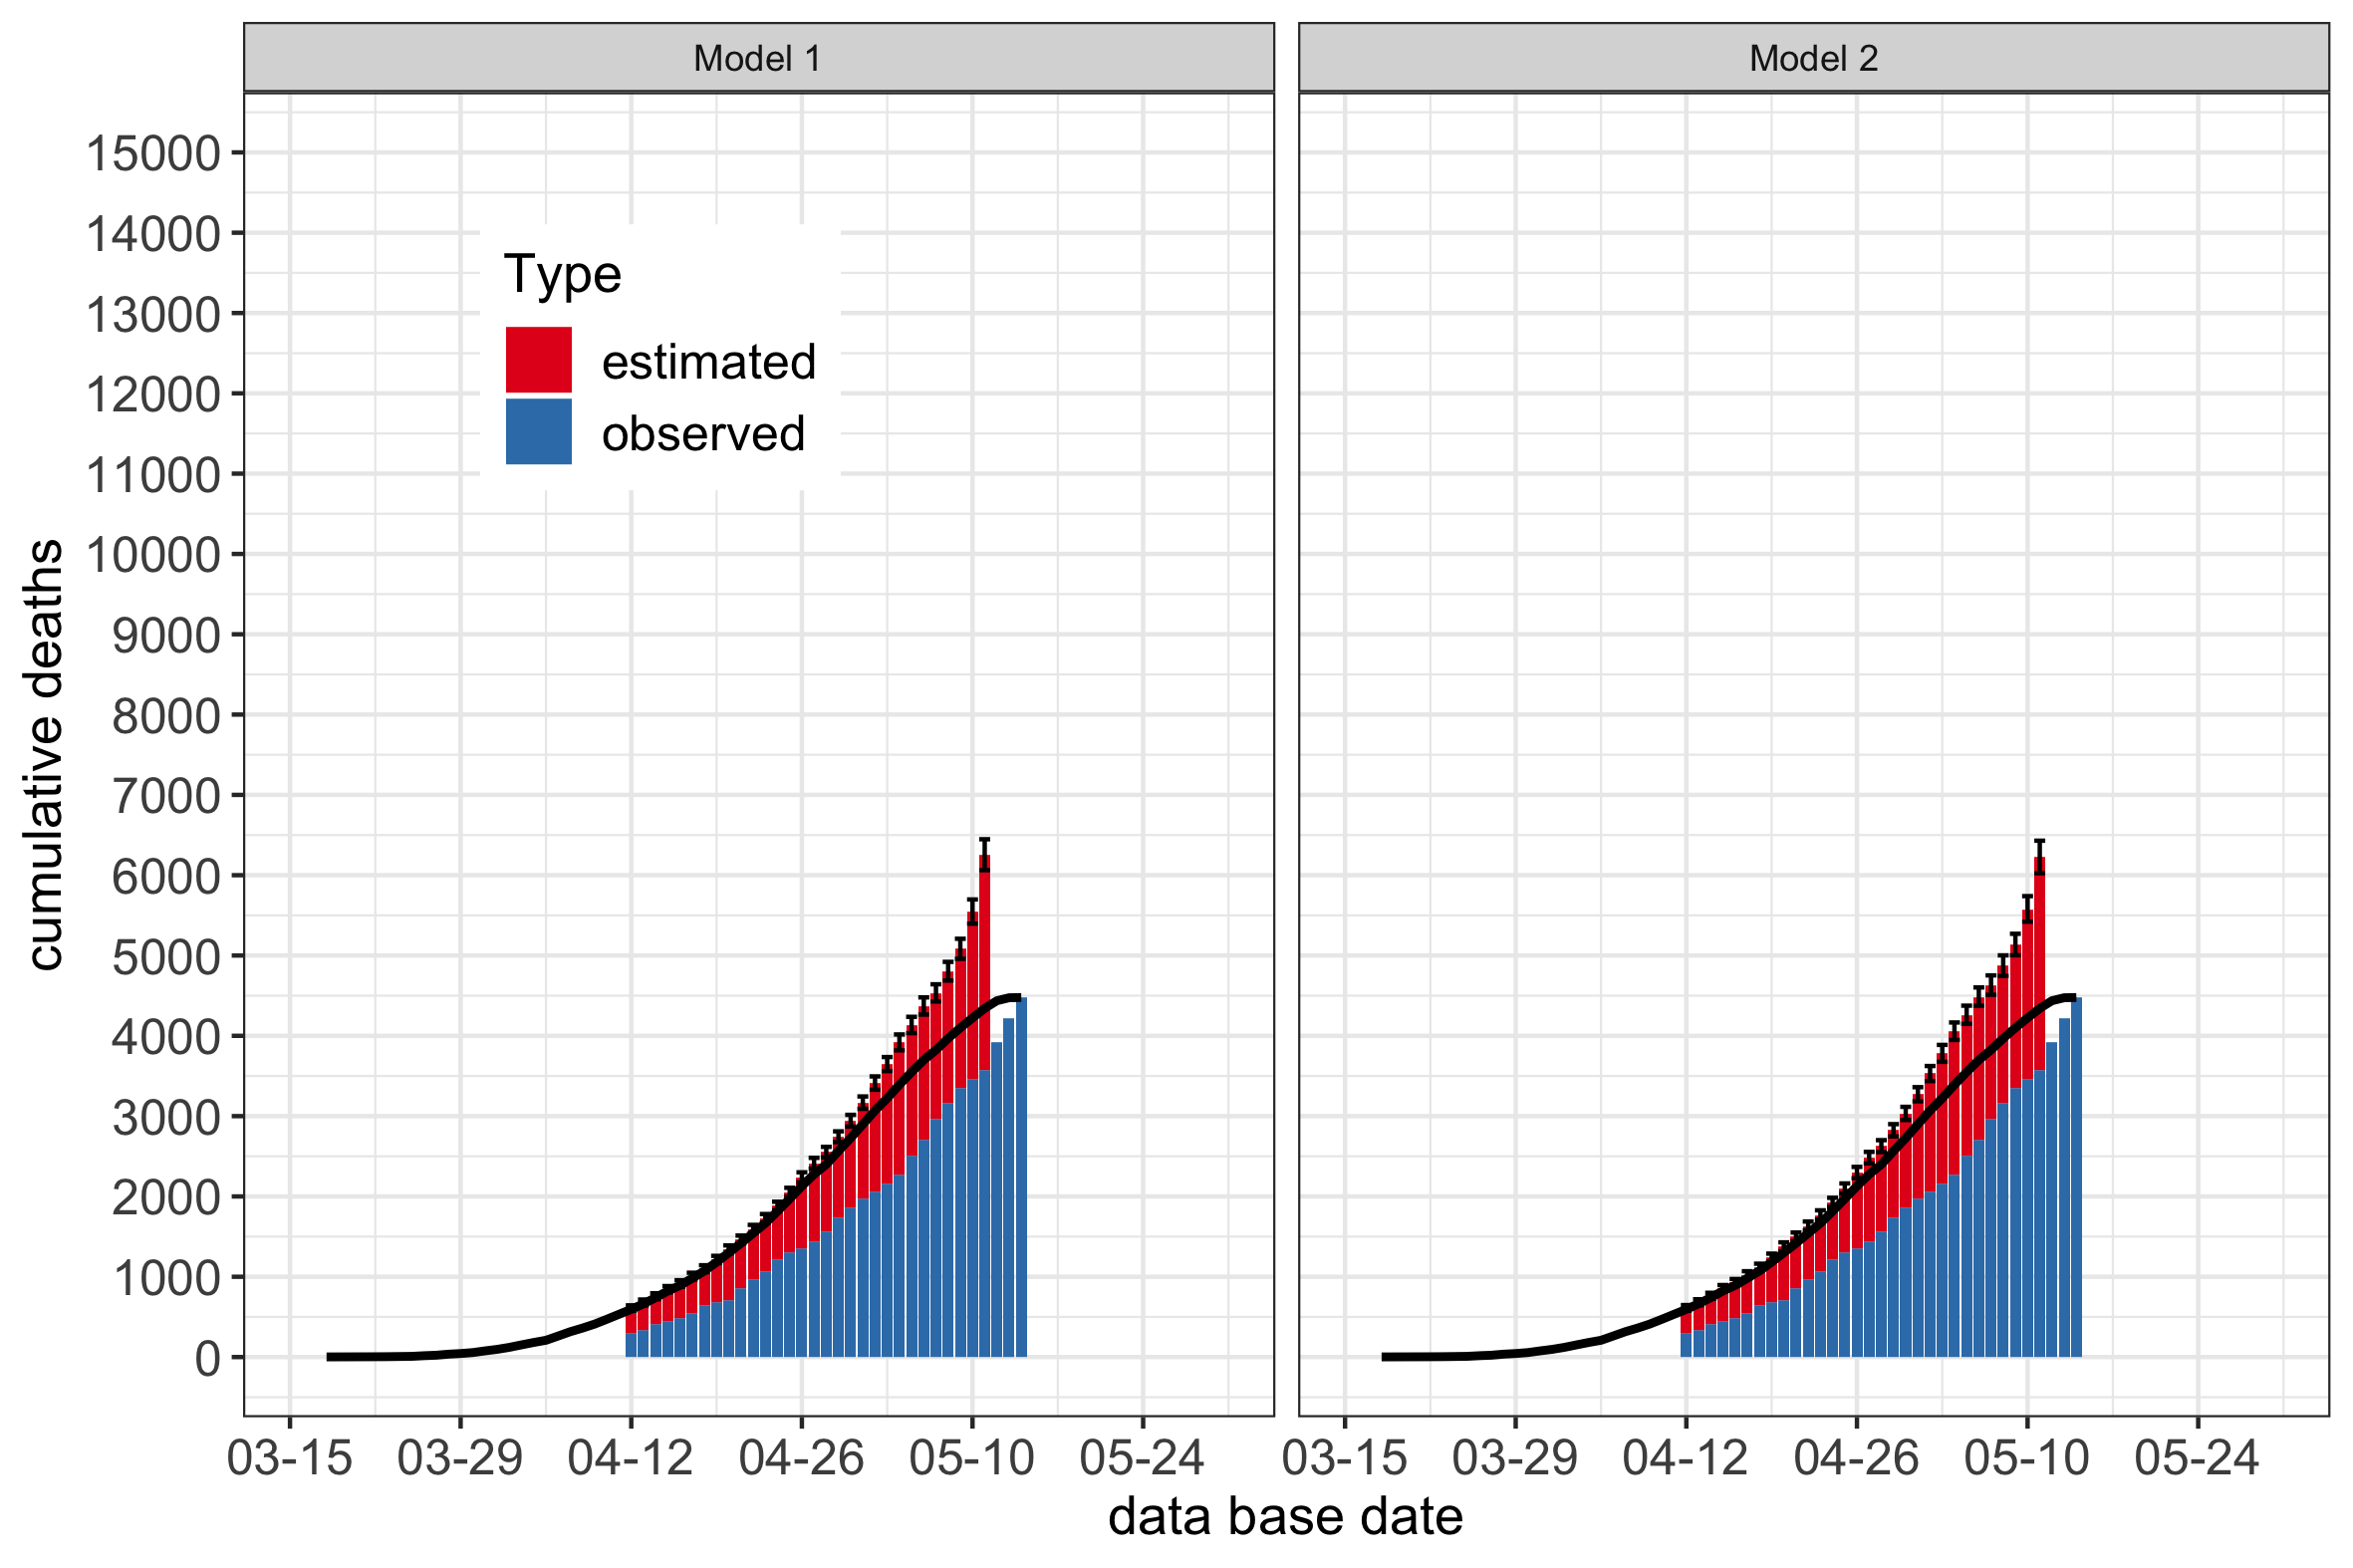 Model 1
Model 2
15000
14000
13000
12000
11000
10000
9000
8000
7000
6000
5000
4000
3000
2000
1000
0
cumulative deaths
Type
estimated
observed
03-15 03-29 04-12 04-26 05-10 05-24
03-15 03-29 04-12 04-26 05-10 05-24
data base date